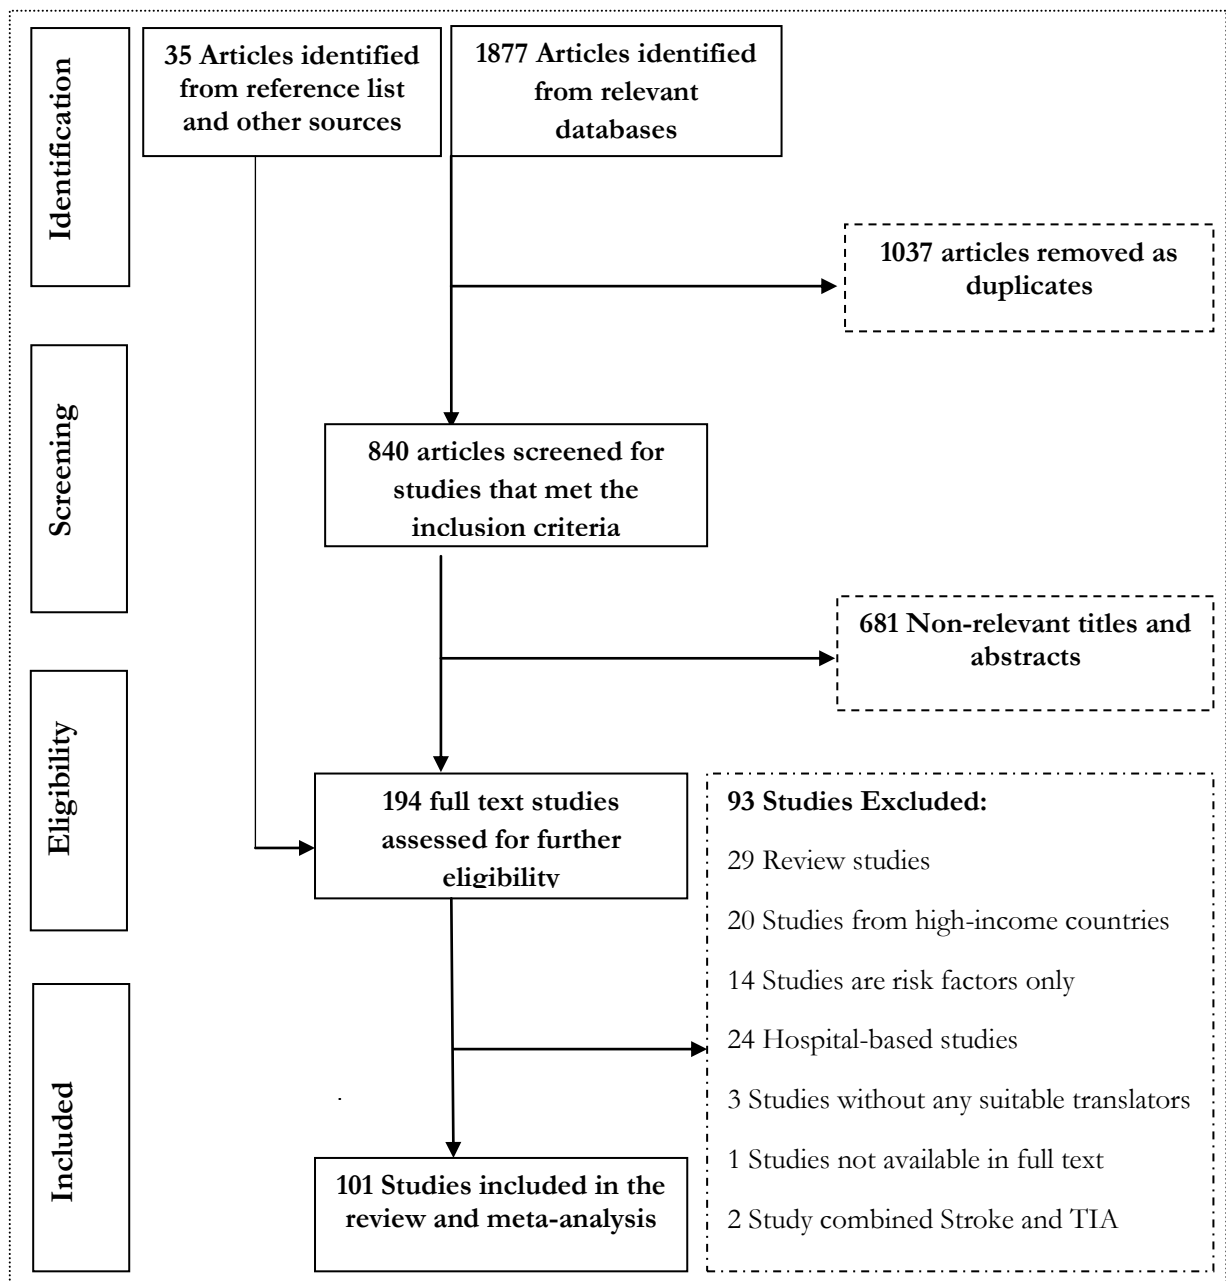 Identification
35 Articles identified
from reference list
and other sources
1877 Articles identified
from relevant
databases
1037 articles removed as
duplicates
Screening
840 articles screened for
studies that met the
inclusion criteria
681 Non-relevant titles and
abstracts
Eligibility
194 full text studies
assessed for further
eligibility
93 Studies Excluded:
29 Review studies
20 Studies from high-income countries
14 Studies are risk factors only
24 Hospital-based studies
3 Studies without any suitable translators
1 Studies not available in full text
2 Study combined Stroke and TIA
Included
101 Studies included in the
review and meta-analysis